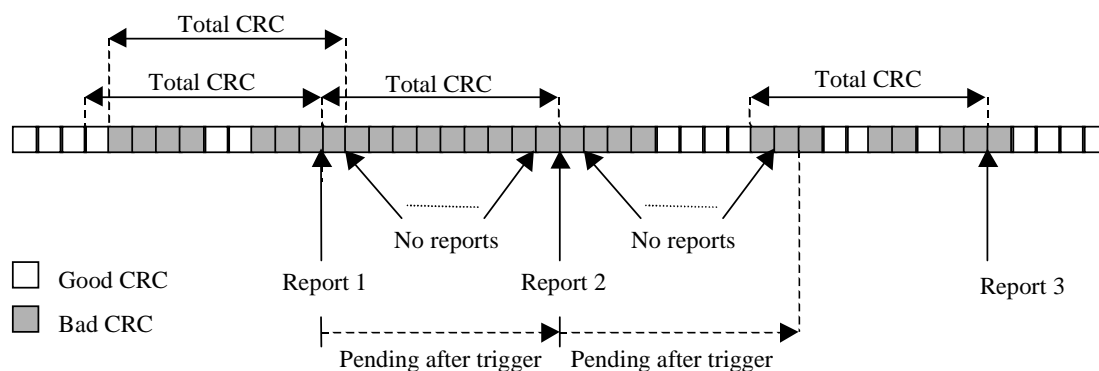 Total CRC
Total CRC
Total CRC
Total CRC
No reports
No reports
Report 1
Report 2
Report 3
Good CRC
Bad CRC
Pending after trigger
Pending after trigger